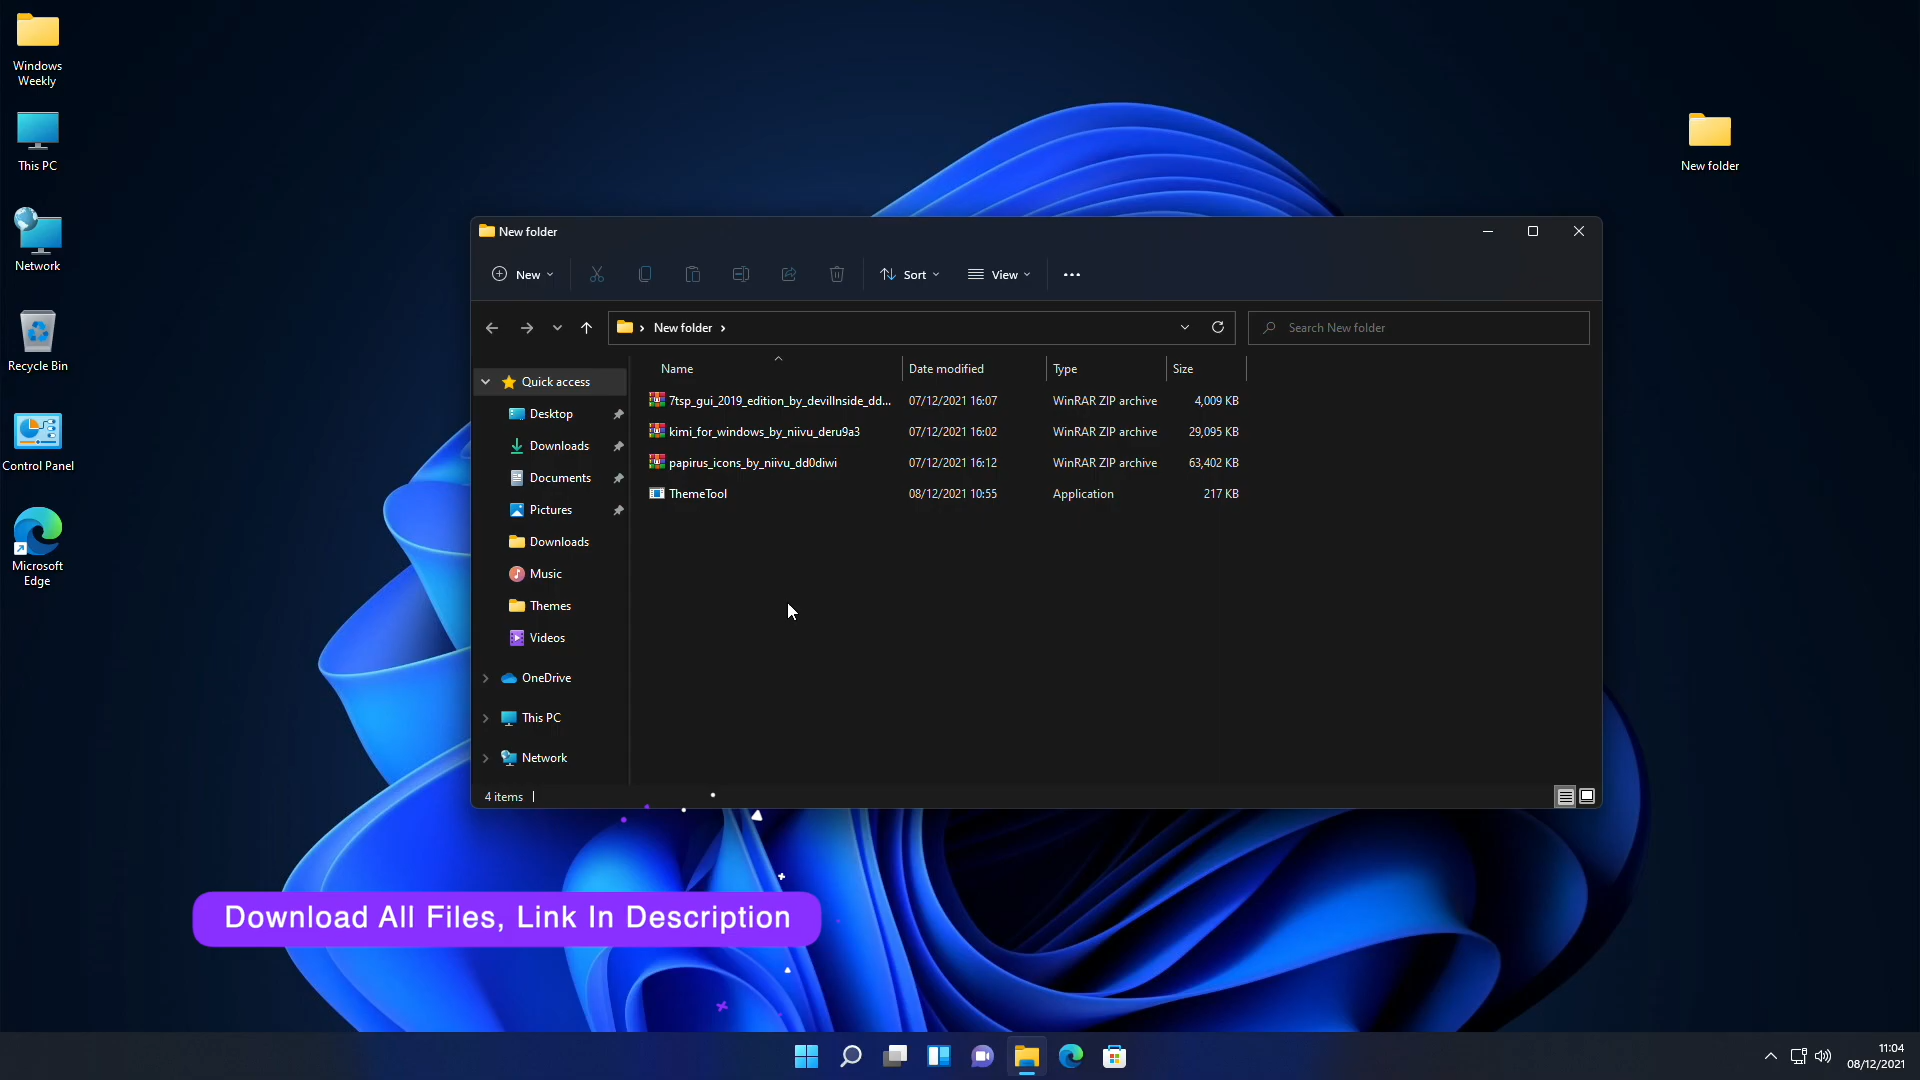 Windows
Weekly
This PC
Network
Recycle Bin
Control Panel
Microsoft
Edge
New folder
New folder
New
Sort
View
New folder
Search New folder
Name Date modified Type Size
7tsp_gui_2019_edition_by_devillnside_dd... 07/12/2021 16:07 WinRAR ZIP archive 4,009 KB
kimi_for_windows_by_niivu_deru9a3 07/12/2021 16:02 WinRAR ZIP archive 29,095 KB
papirus_icons_by_niivu_dd0diwi 07/12/2021 16:12 WinRAR ZIP archive 63,402 KB
ThemeTool 08/12/2021 10:55 Application 217 KB
Quick access
Desktop
Downloads
Documents
Pictures
Downloads
Music
Themes
Videos
OneDrive
This PC
Network
4 items
Download All Files, Link In Description
11:04
08/12/2021